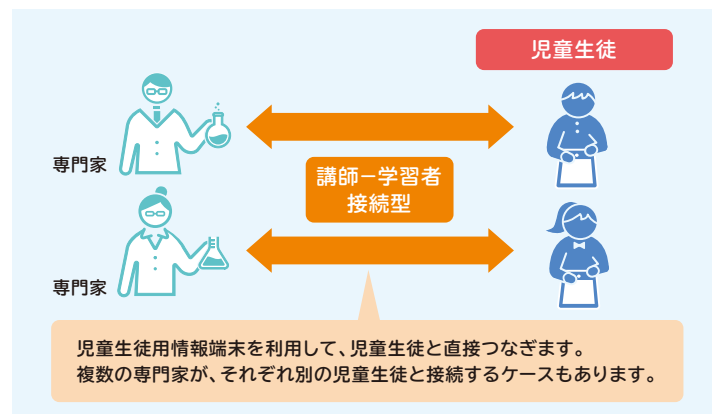 児童生徒
専門家
講師−学習者
接続型
専門家
児童生徒用情報端末を利用して、児童生徒と直接つなぎます。
複数の専門家が、それぞれ別の児童生徒と接続するケースもあります。